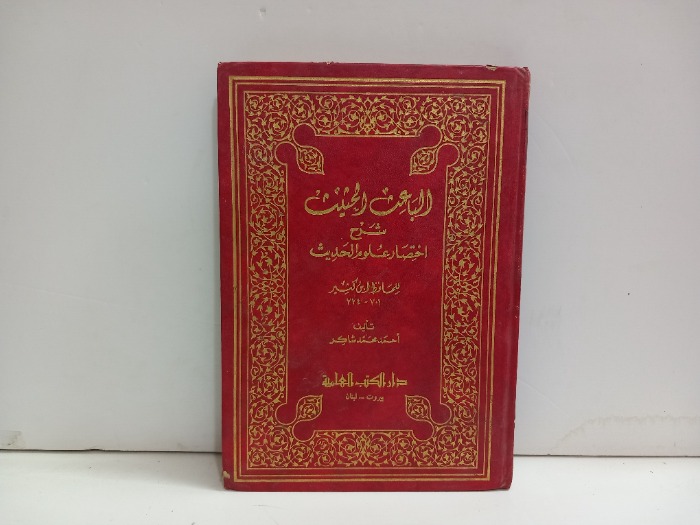 الباعث الحثيث
شرح
اختصار علوم الحديث
للحافظ ابن كثير
٧٠١ - ٧٧٤
تأليف
أحمد محمد شاكر
دار الكتب العلمية
بيروت - لبنان